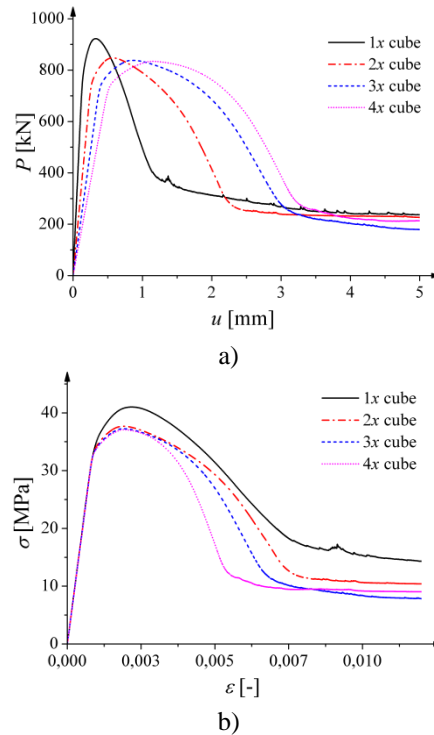 1000
800
600
400
200
0
P [kN]
1x cube
2x cube
3x cube
4x cube
0 1 2 3 4 5
u [mm]
a)
40
30
20
10
0
σ [MPa]
1x cube
2x cube
3x cube
4x cube
0,000 0,003 0,005 0,007 0,010
ε [-]
b)